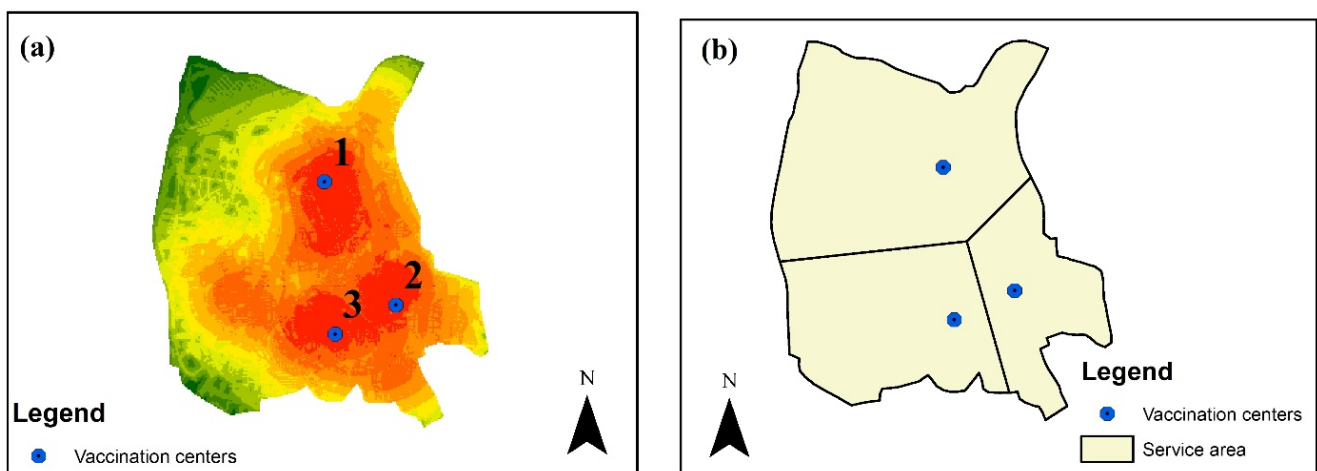 (a)
1
2
3
N
Legend
Vaccination centers
(b)
N
Legend
Vaccination centers
Service area